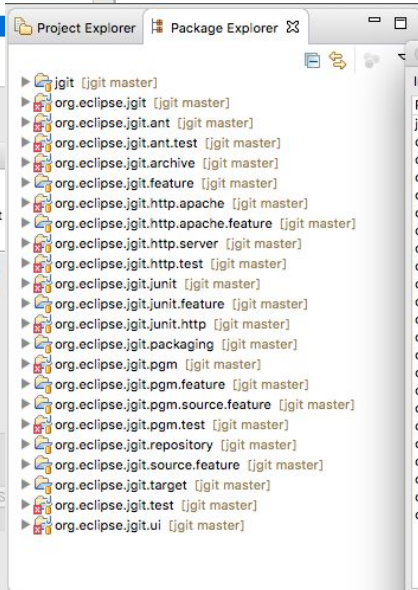 Project Explorer Package Explorer
jgit [jgit master]
org.eclipse.jgit [jgit master]
org.eclipse.jgit.ant [jgit master]
org.eclipse.jgit.ant.test [jgit master]
org.eclipse.jgit.archive [jgit master]
org.eclipse.jgit.feature [jgit master]
org.eclipse.jgit.http.apache [jgit master]
org.eclipse.jgit.http.apache.feature [jgit master]
org.eclipse.jgit.http.server [jgit master]
org.eclipse.jgit.http.test [jgit master]
org.eclipse.jgit.junit [jgit master]
org.eclipse.jgit.junit.feature [jgit master]
org.eclipse.jgit.junit.http [jgit master]
org.eclipse.jgit.packaging [jgit master]
org.eclipse.jgit.pgm [jgit master]
org.eclipse.jgit.pgm.feature [jgit master]
org.eclipse.jgit.pgm.source.feature [jgit master]
org.eclipse.jgit.pgm.test [jgit master]
org.eclipse.jgit.repository [jgit master]
org.eclipse.jgit.source.feature [jgit master]
org.eclipse.jgit.target [jgit master]
org.eclipse.jgit.test [jgit master]
org.eclipse.jgit.ui [jgit master]